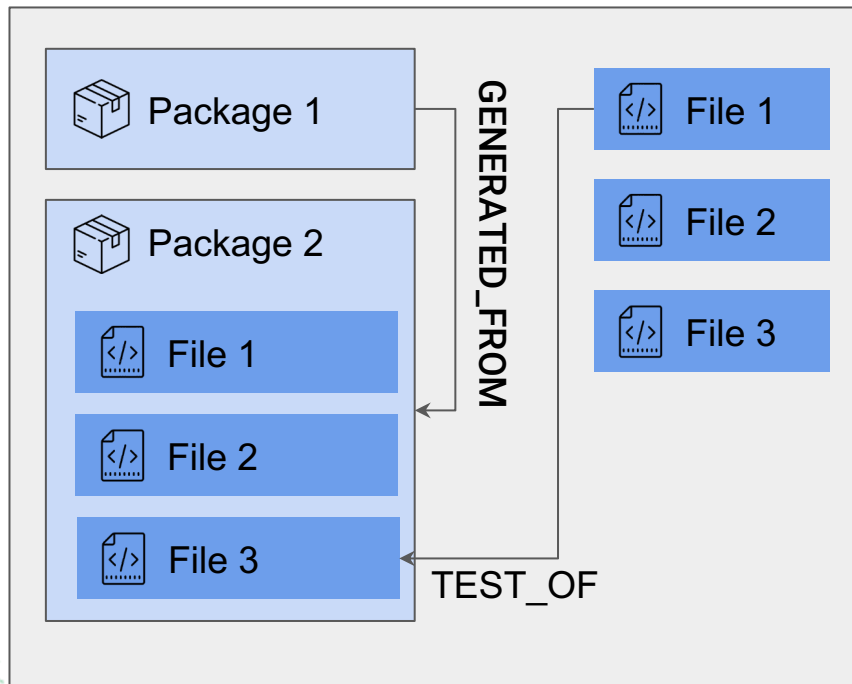 Package 1
Package 2
File 1
File 2
File 3
GENERATED_FROM
TEST_OF
File 1
File 2
File 3